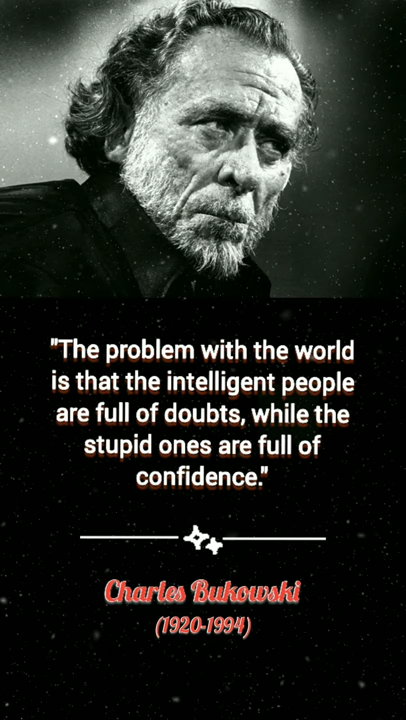 "The problem with the world
is that the intelligent people
are full of doubts, while the
stupid ones are full of
confidence."
Charles Bukowski
(1920-1994)